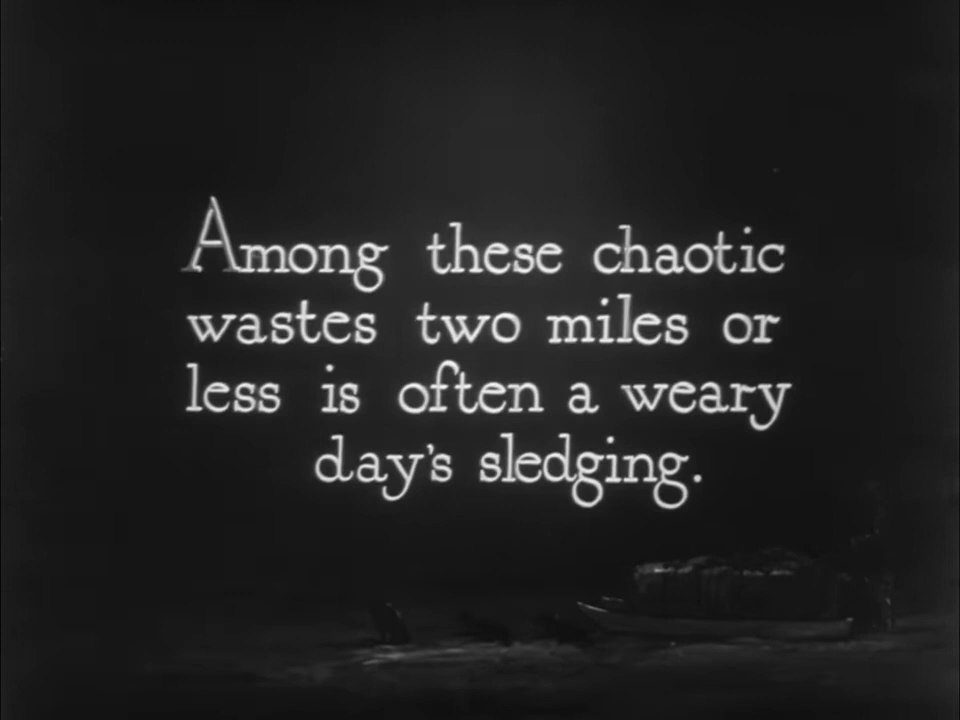 Among these chaotic
wastes two miles or
less is often a weary
day's sledging.